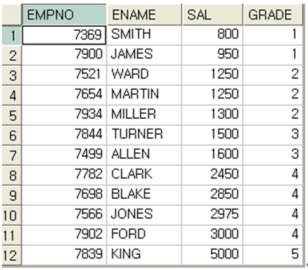 EMPNO ENAME SAL GRADE
1 7369 SMITH 800 1
2 7900 JAMES 950 1
3 7521 WARD 1250 2
4 7654 MARTIN 1250 2
5 7934 MILLER 1300 2
6 7844 TURNER 1500 3
7 7499 ALLEN 1600 3
8 7782 CLARK 2450 4
9 7698 BLAKE 2850 4
10 7566 JONES 2975 4
11 7902 FORD 3000 4
12 7839 KING 5000 5